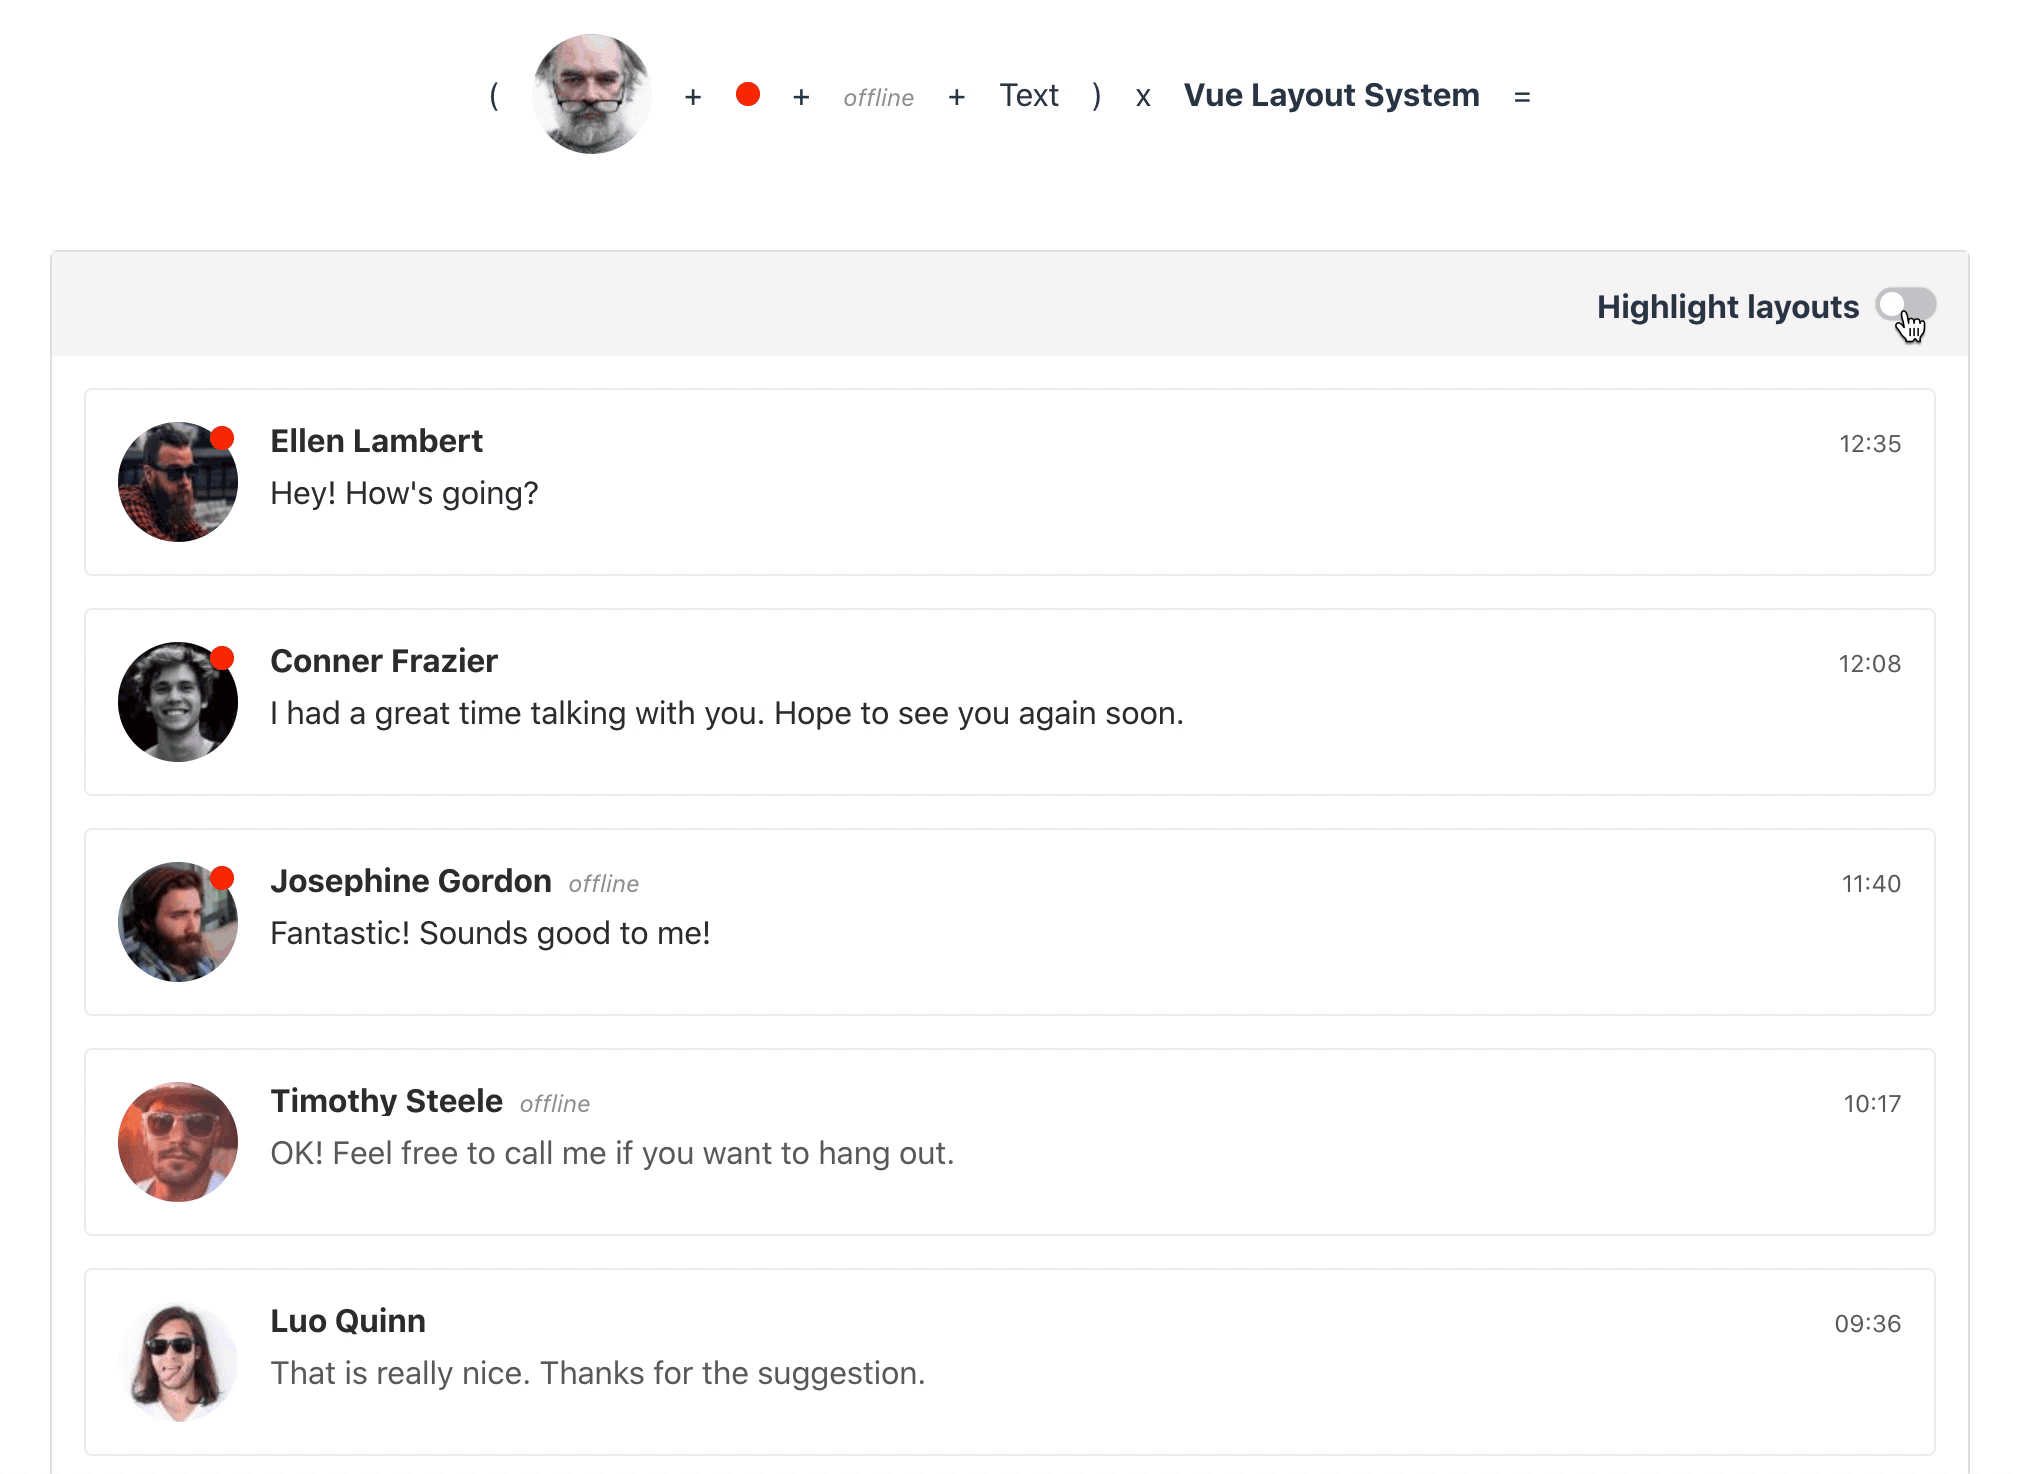 ( + + offline + Text ) x Vue Layout System =
Highlight layouts
Ellen Lambert 12:35
Hey! How's going?
Conner Frazier 12:08
I had a great time talking with you. Hope to see you again soon.
Josephine Gordon offline 11:40
Fantastic! Sounds good to me!
Timothy Steele offline 10:17
OK! Feel free to call me if you want to hang out.
Luo Quinn 09:36
That is really nice. Thanks for the suggestion.